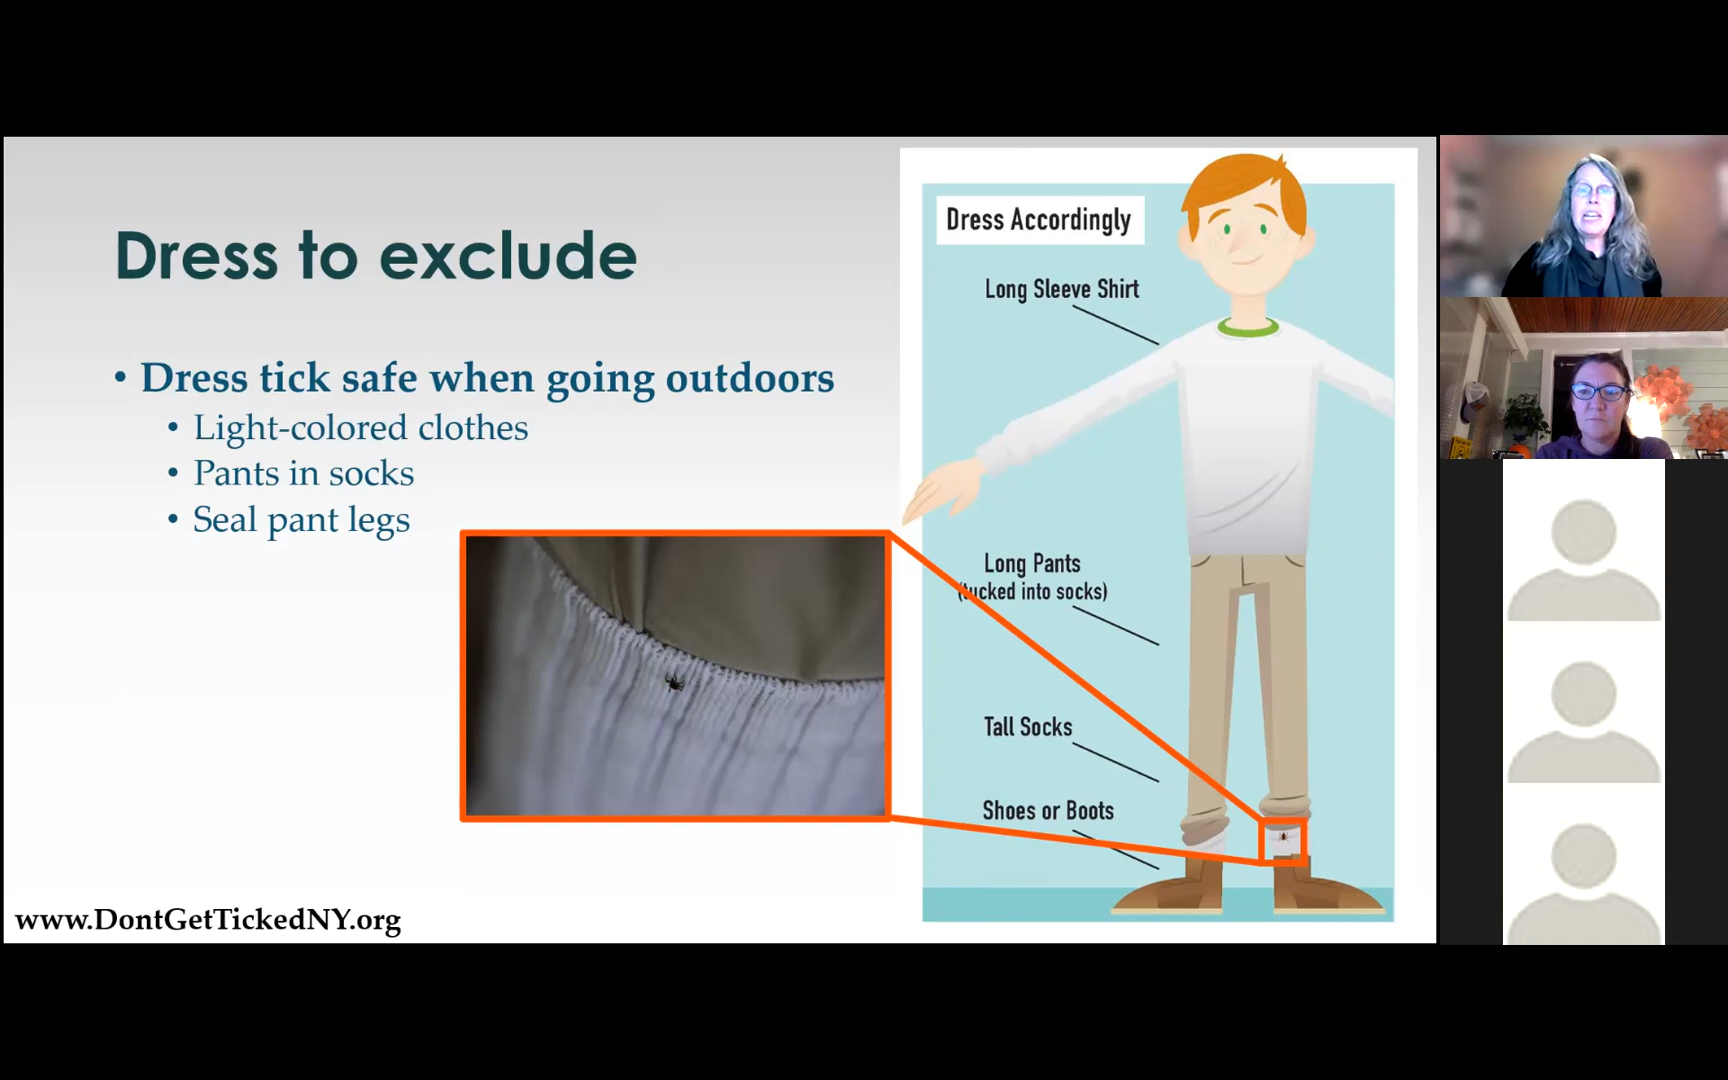 Dress to exclude
• Dress tick safe when going outdoors
• Light-colored clothes
• Pants in socks
• Seal pant legs
www.DontGetTickedNY.org
Dress Accordingly
Long Sleeve Shirt
Long Pants
(tucked into socks)
Tall Socks
Shoes or Boots